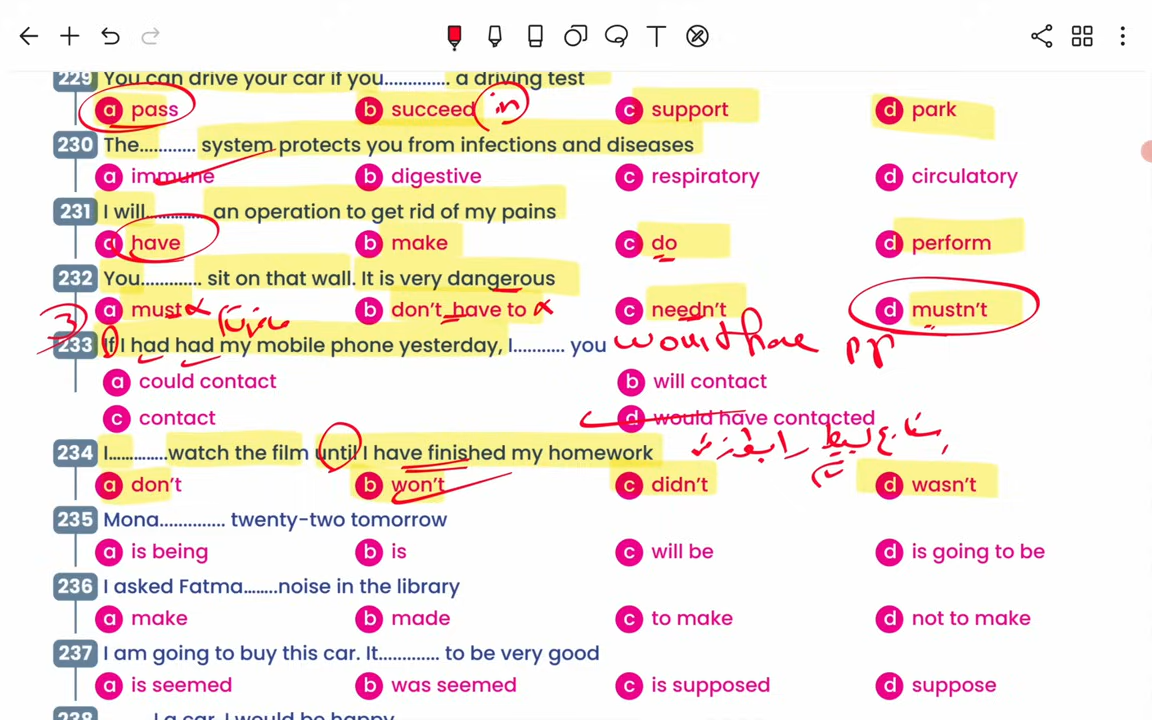 229 You can drive your car if you............. a driving test
a pass b succeed in c support d park
230 The........... system protects you from infections and diseases
a immune b digestive c respiratory d circulatory
231 I will............. an operation to get rid of my pains
a have b make c do d perform
232 You............ sit on that wall. It is very dangerous
a must b don't have to c needn't d mustn't
3
233 If I had had my mobile phone yesterday, I........... you would have pp
a could contact b will contact
c contact d would have contacted
234 I.............watch the film until I have finished my homework
a don't b won't c didn't d wasn't
235 Mona............. twenty-two tomorrow
a is being b is c will be d is going to be
236 I asked Fatma........noise in the library
a make b made c to make d not to make
237 I am going to buy this car. It............ to be very good
a is seemed b was seemed c is supposed d suppose
238 ..........I a car, I would be happy